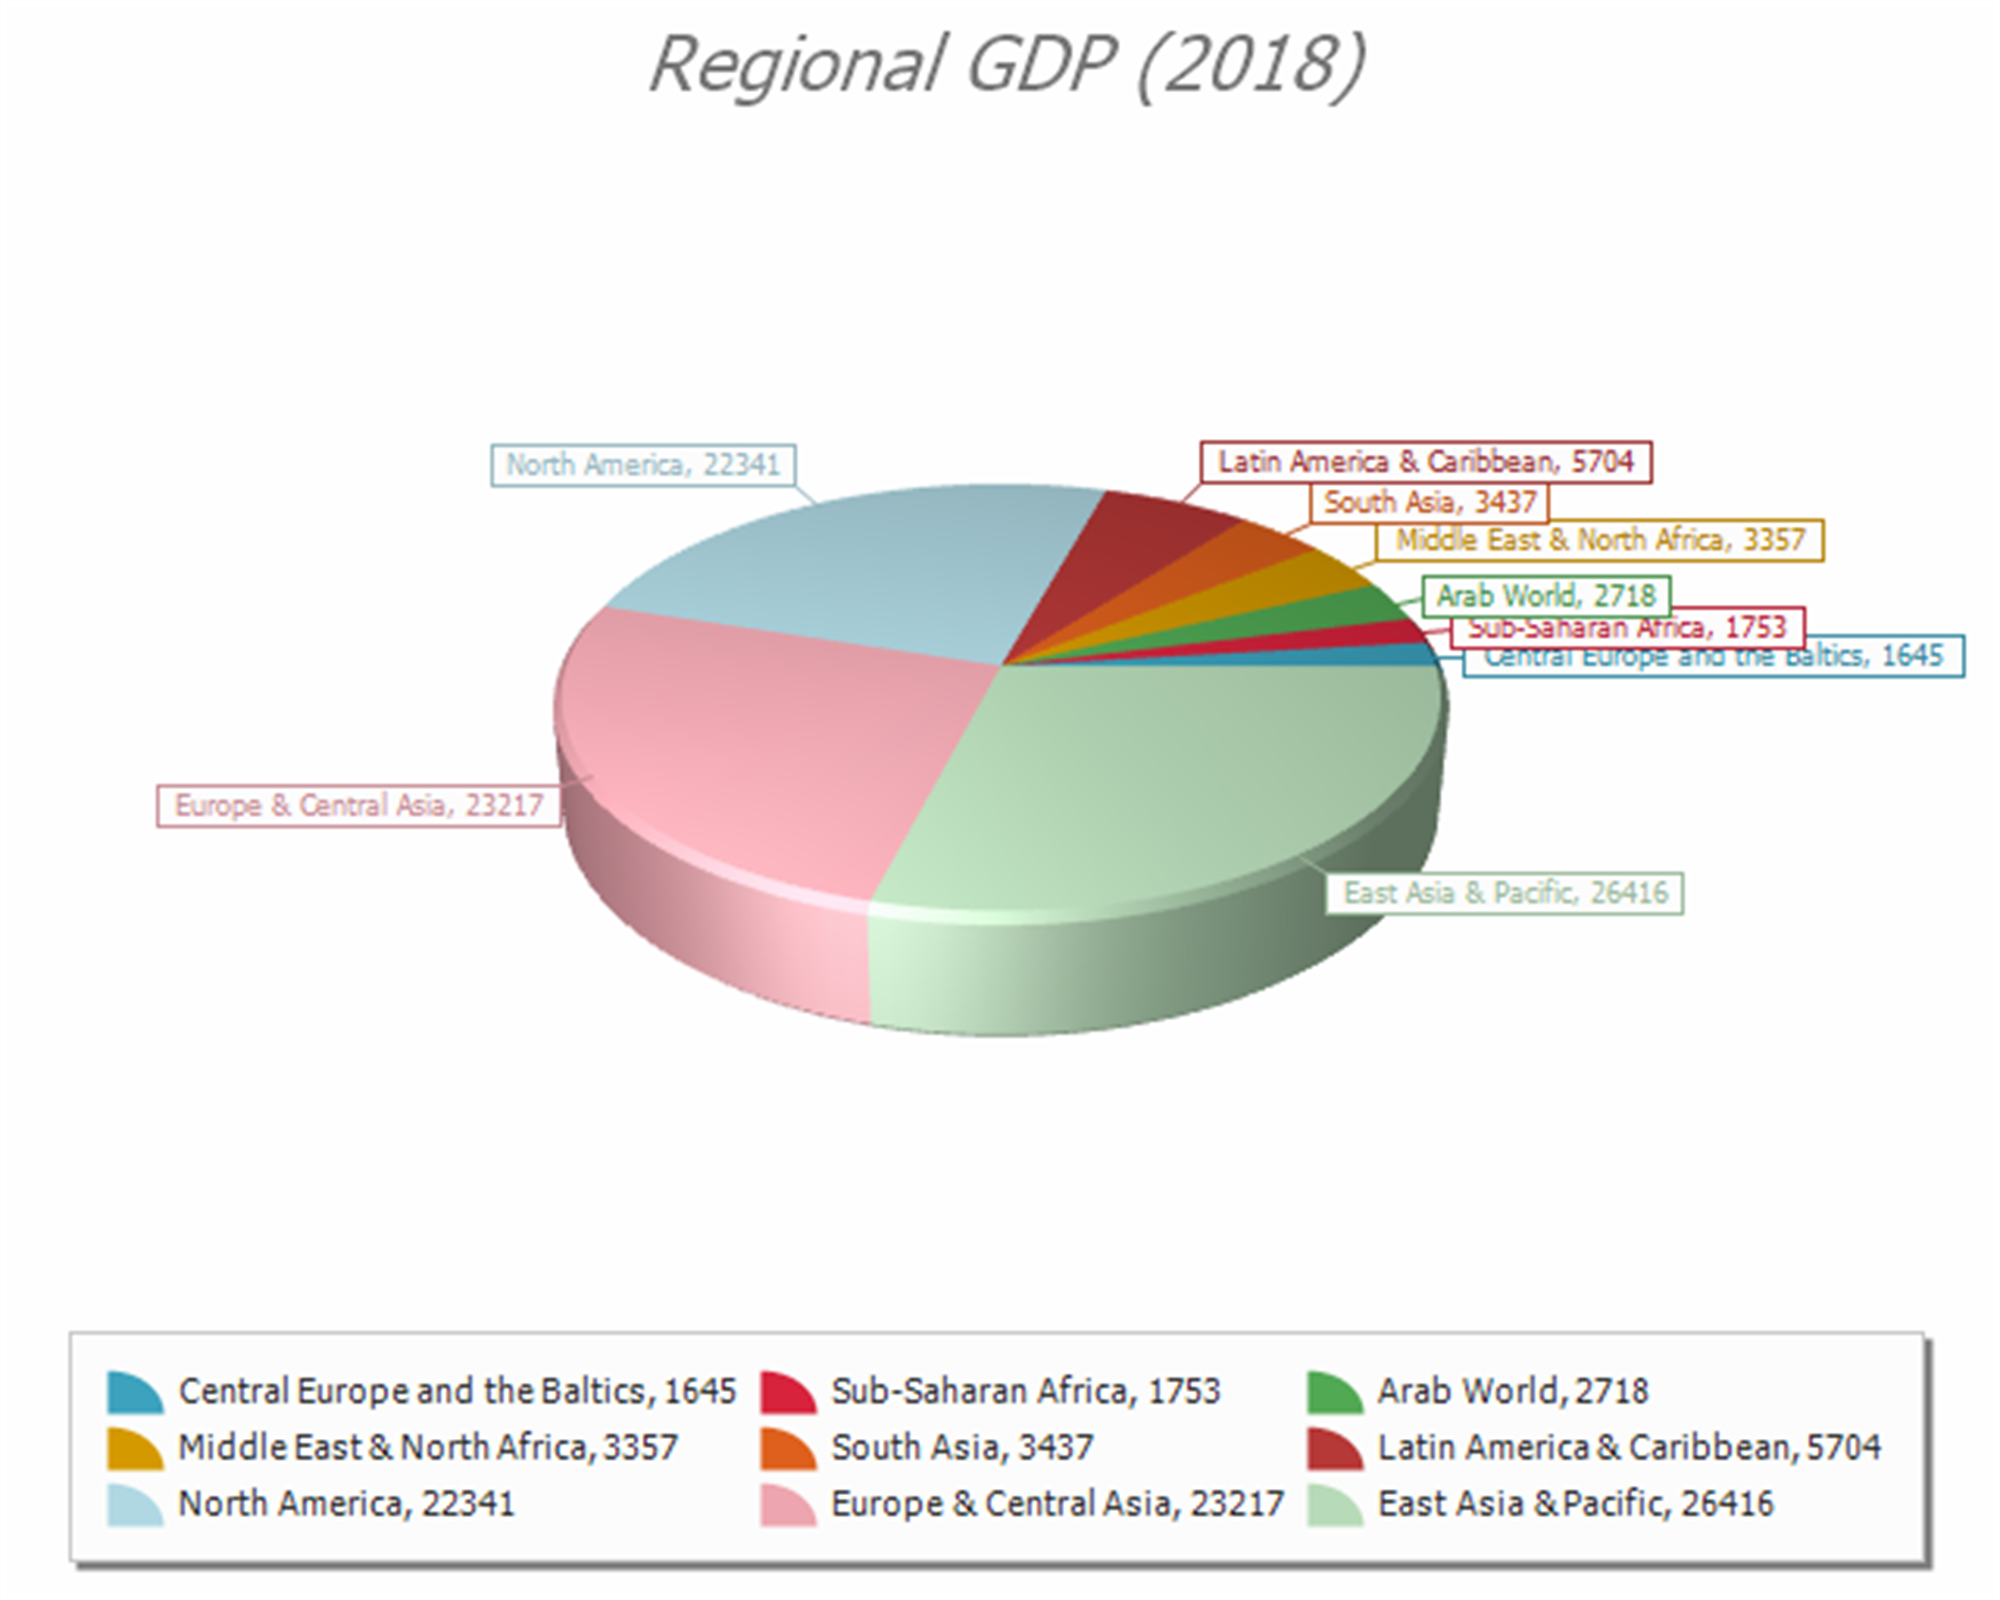 Regional GDP (2018)
North America, 22341
Latin America & Caribbean, 5704
South Asia, 3437
Middle East & North Africa, 3357
Arab World, 2718
Sub-Saharan Africa, 1753
Central Europe and the Baltics, 1645
Europe & Central Asia, 23217
East Asia & Pacific, 26416
Central Europe and the Baltics, 1645
Sub-Saharan Africa, 1753
Arab World, 2718
Middle East & North Africa, 3357
South Asia, 3437
Latin America & Caribbean, 5704
North America, 22341
Europe & Central Asia, 23217
East Asia & Pacific, 26416